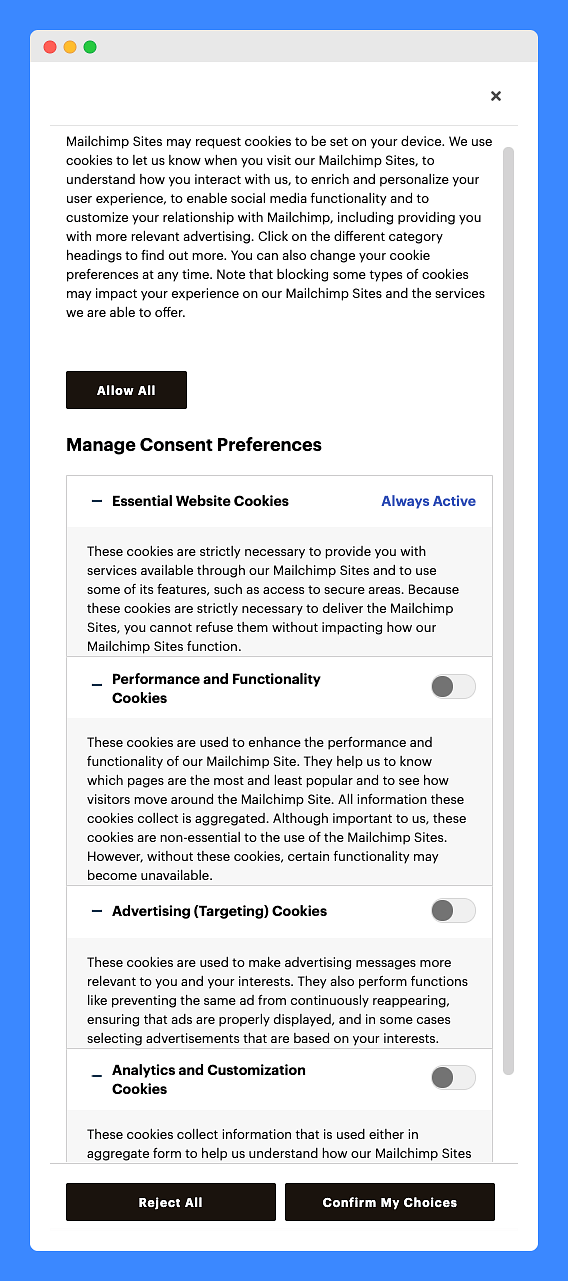 ×
Mailchimp Sites may request cookies to be set on your device. We use
cookies to let us know when you visit our Mailchimp Sites, to
understand how you interact with us, to enrich and personalize your
user experience, to enable social media functionality and to
customize your relationship with Mailchimp, including providing you
with more relevant advertising. Click on the different category
headings to find out more. You can also change your cookie
preferences at any time. Note that blocking some types of cookies
may impact your experience on our Mailchimp Sites and the services
we are able to offer.
Allow All
Manage Consent Preferences
Essential Website Cookies Always Active
These cookies are strictly necessary to provide you with
services available through our Mailchimp Sites and to use
some of its features, such as access to secure areas. Because
these cookies are strictly necessary to deliver the Mailchimp
Sites, you cannot refuse them without impacting how our
Mailchimp Sites function.
Performance and Functionality
Cookies
These cookies are used to enhance the performance and
functionality of our Mailchimp Site. They help us to know
which pages are the most and least popular and to see how
visitors move around the Mailchimp Site. All information these
cookies collect is aggregated. Although important to us, these
cookies are non-essential to the use of the Mailchimp Sites.
However, without these cookies, certain functionality may
become unavailable.
Advertising (Targeting) Cookies
These cookies are used to make advertising messages more
relevant to you and your interests. They also perform functions
like preventing the same ad from continuously reappearing,
ensuring that ads are properly displayed, and in some cases
selecting advertisements that are based on your interests.
Analytics and Customization
Cookies
These cookies collect information that is used either in
aggregate form to help us understand how our Mailchimp Sites
Reject All
Confirm My Choices